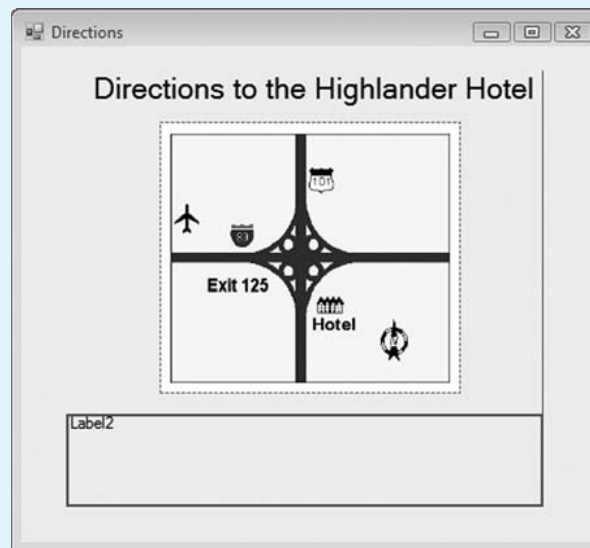 Directions
Directions to the Highlander Hotel
101
80
Exit 125
Hotel
N
Label2